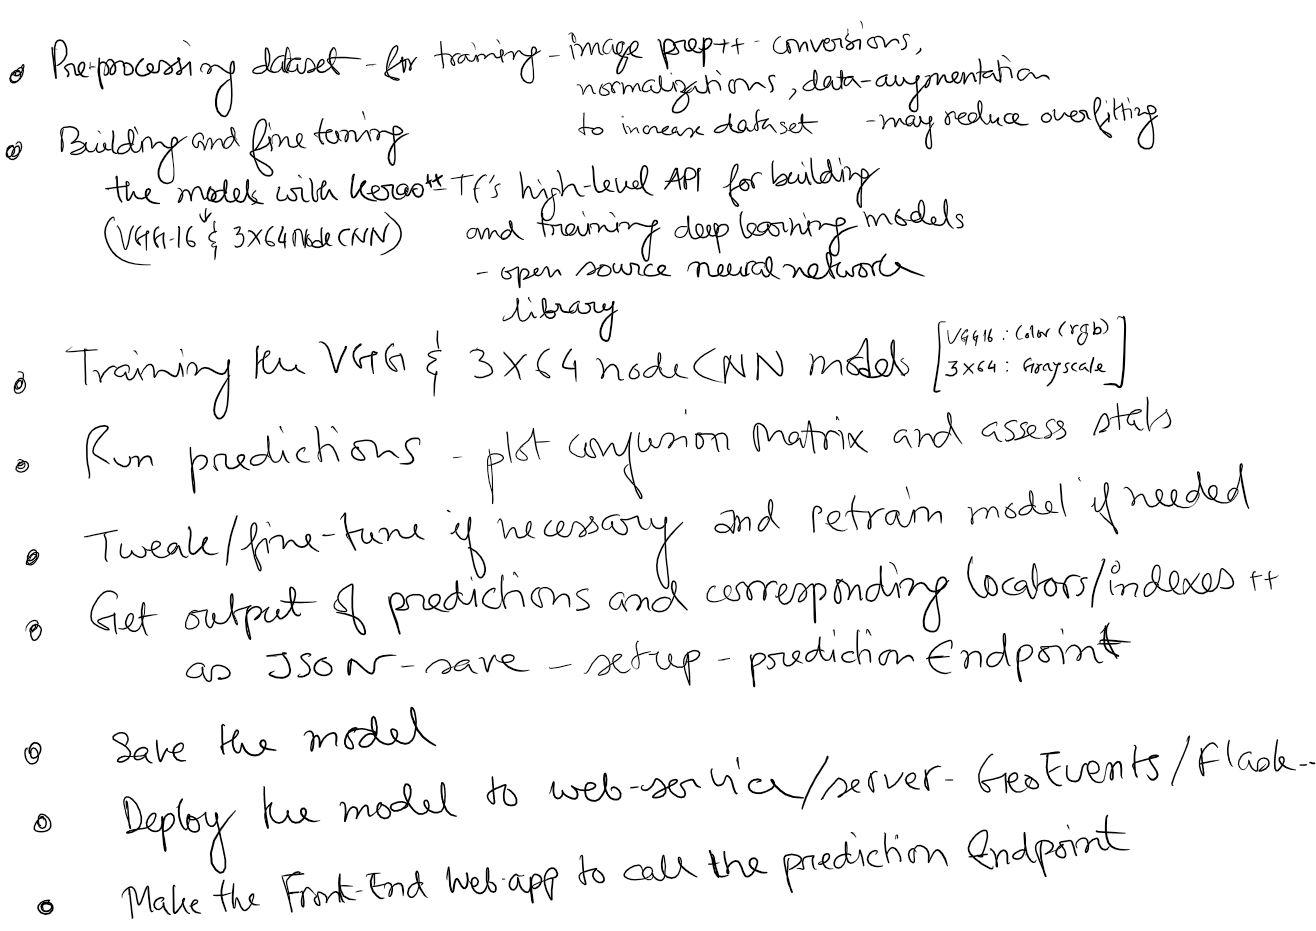 Pre-processing dataset - for training - image prep++ - conversions,
normalizations, data-augmentation
to increase dataset - may reduce overfitting
Building and fine tuning
the models with Keras** - Tf's high-level API for building
(VGG-16 & 3X64 Node CNN) and training deep learning models
- open source neural network
library
Training the VGG & 3X64 node CNN models [VGG16: Color (rgb)
3X64: Grayscale]
Run predictions - plot confusion matrix and assess stats
Tweak/fine-tune if necessary and retrain model if needed
Get output of predictions and corresponding locators/indexes ++
as JSON - save - setup - prediction Endpoint
Save the model
Deploy the model to web-service/server - GeoEvents/Flask--
Make the Front-End Web-app to call the prediction Endpoint